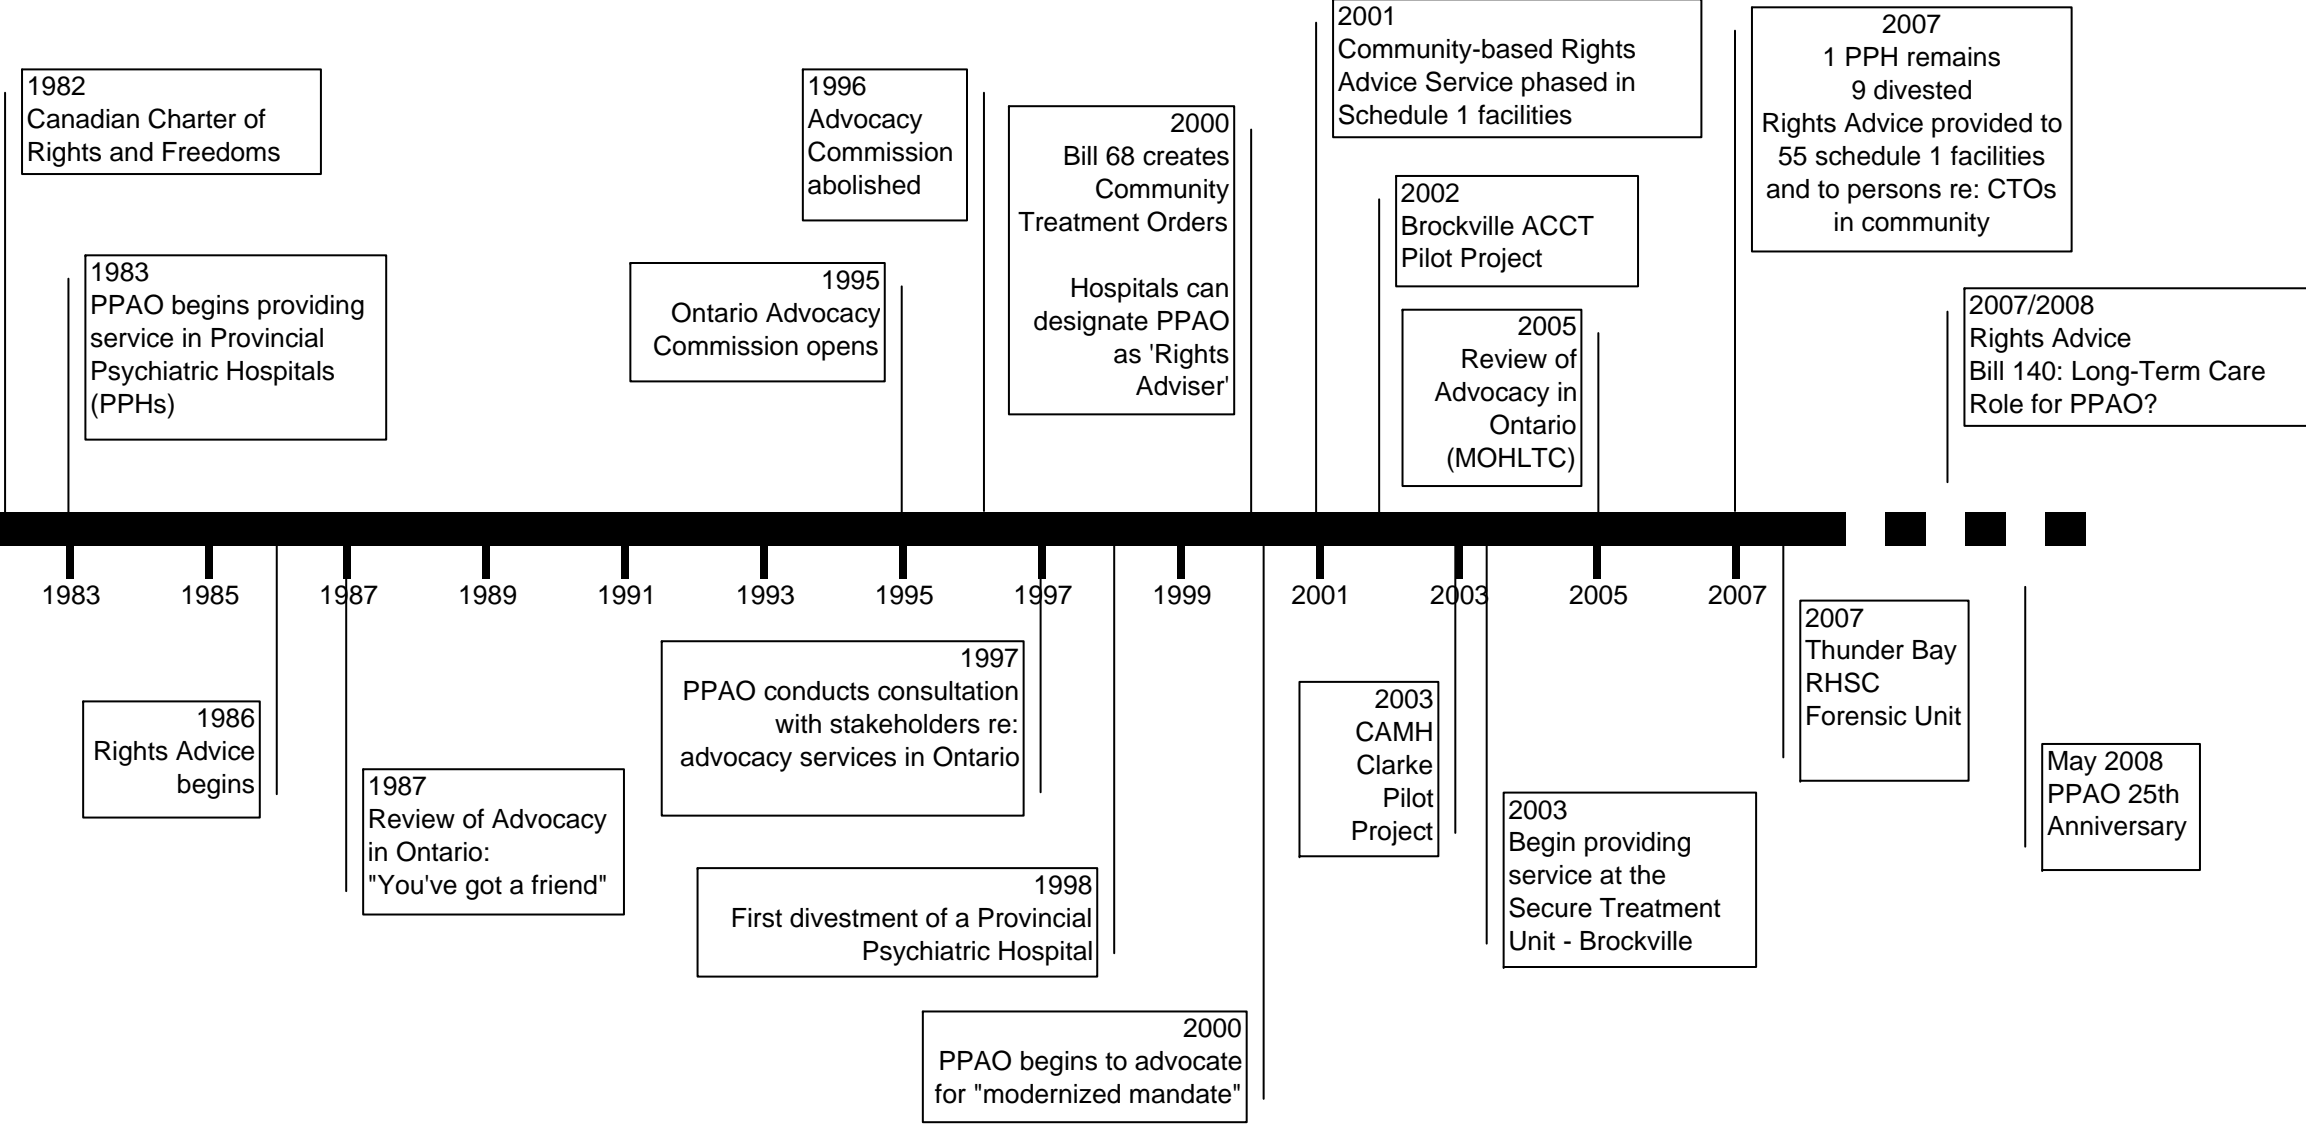 1982
Canadian Charter of
Rights and Freedoms
1983
PPAO begins providing
service in Provincial
Psychiatric Hospitals
(PPHs)
1995
Ontario Advocacy
Commission opens
1996
Advocacy
Commission
abolished
2000
Bill 68 creates
Community
Treatment Orders
Hospitals can
designate PPAO
as 'Rights
Adviser'
2001
Community-based Rights
Advice Service phased in
Schedule 1 facilities
2002
Brockville ACCT
Pilot Project
2005
Review of
Advocacy in
Ontario
(MOHLTC)
2007
1 PPH remains
9 divested
Rights Advice provided to
55 schedule 1 facilities
and to persons re: CTOs
in community
2007/2008
Rights Advice
Bill 140: Long-Term Care
Role for PPAO?
1983 1985 1987 1989 1991 1993 1995 1997 1999 2001 2003 2005 2007
1986
Rights Advice
begins
1987
Review of Advocacy
in Ontario:
"You've got a friend"
1997
PPAO conducts consultation
with stakeholders re:
advocacy services in Ontario
1998
First divestment of a Provincial
Psychiatric Hospital
2000
PPAO begins to advocate
for "modernized mandate"
2003
CAMH
Clarke
Pilot
Project
2003
Begin providing
service at the
Secure Treatment
Unit - Brockville
2007
Thunder Bay
RHSC
Forensic Unit
May 2008
PPAO 25th
Anniversary